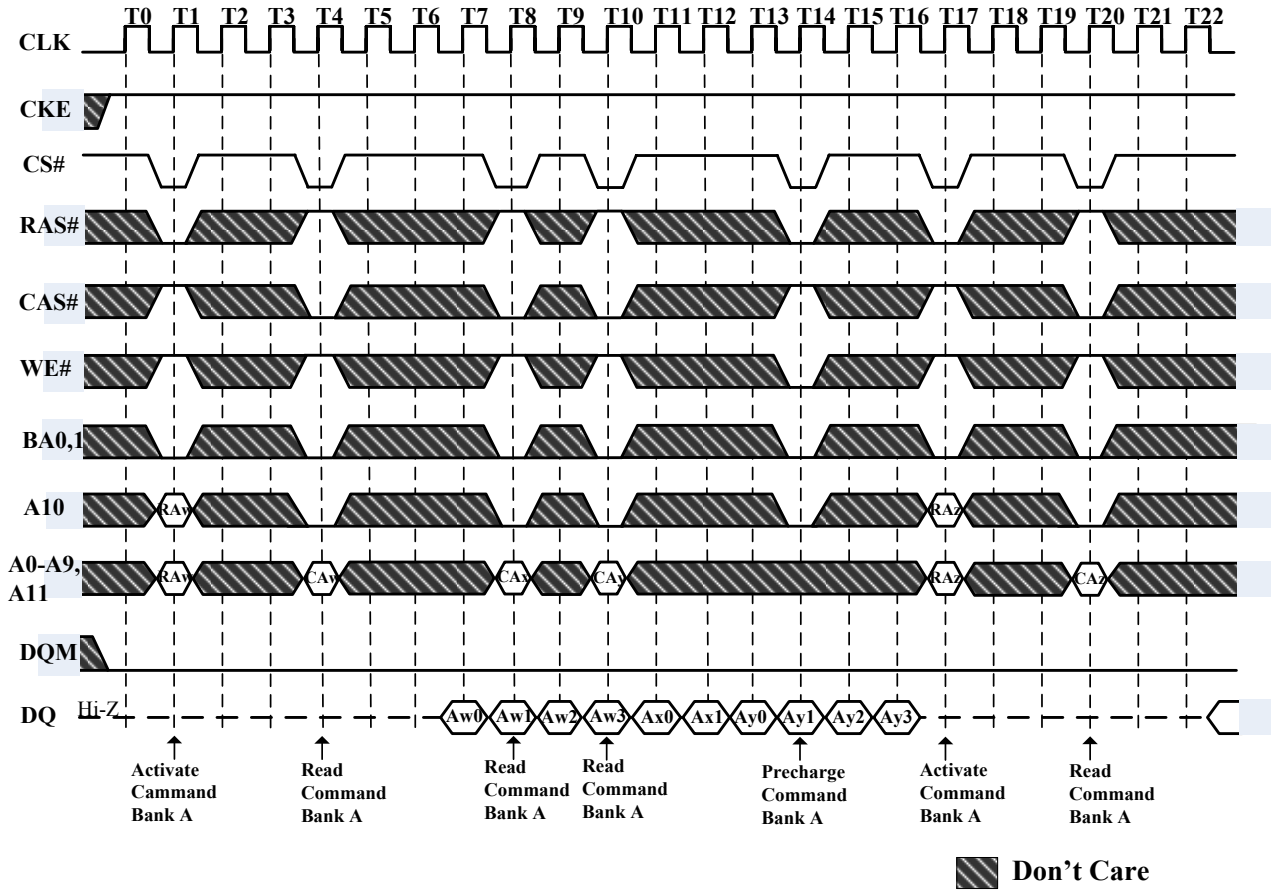 T0 T1 T2 T3 T4 T5 T6 T7 T8 T9 T10 T11 T12 T13 T14 T15 T16 T17 T18 T19 T20 T21 T22
CLK
CKE
CS#
RAS#
CAS#
WE#
BA0,1
A10 RAw RAz
A0-A9,
A11 RAw CAw CAx CAy RAz CAz
DQM
DQ Hi-Z Aw0 Aw1 Aw2 Aw3 Ax0 Ax1 Ay0 Ay1 Ay2 Ay3
Activate
Cammand
Bank A
Read
Command
Bank A
Read
Command
Bank A
Read
Command
Bank A
Precharge
Command
Bank A
Activate
Command
Bank A
Read
Command
Bank A
Don't Care